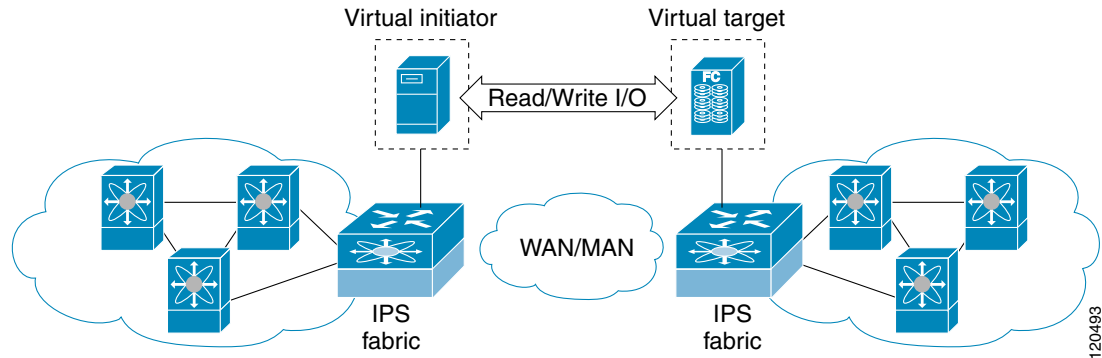 Virtual initiator
Virtual target
FC
Read/Write I/O
WAN/MAN
IPS
fabric
IPS
fabric
120493